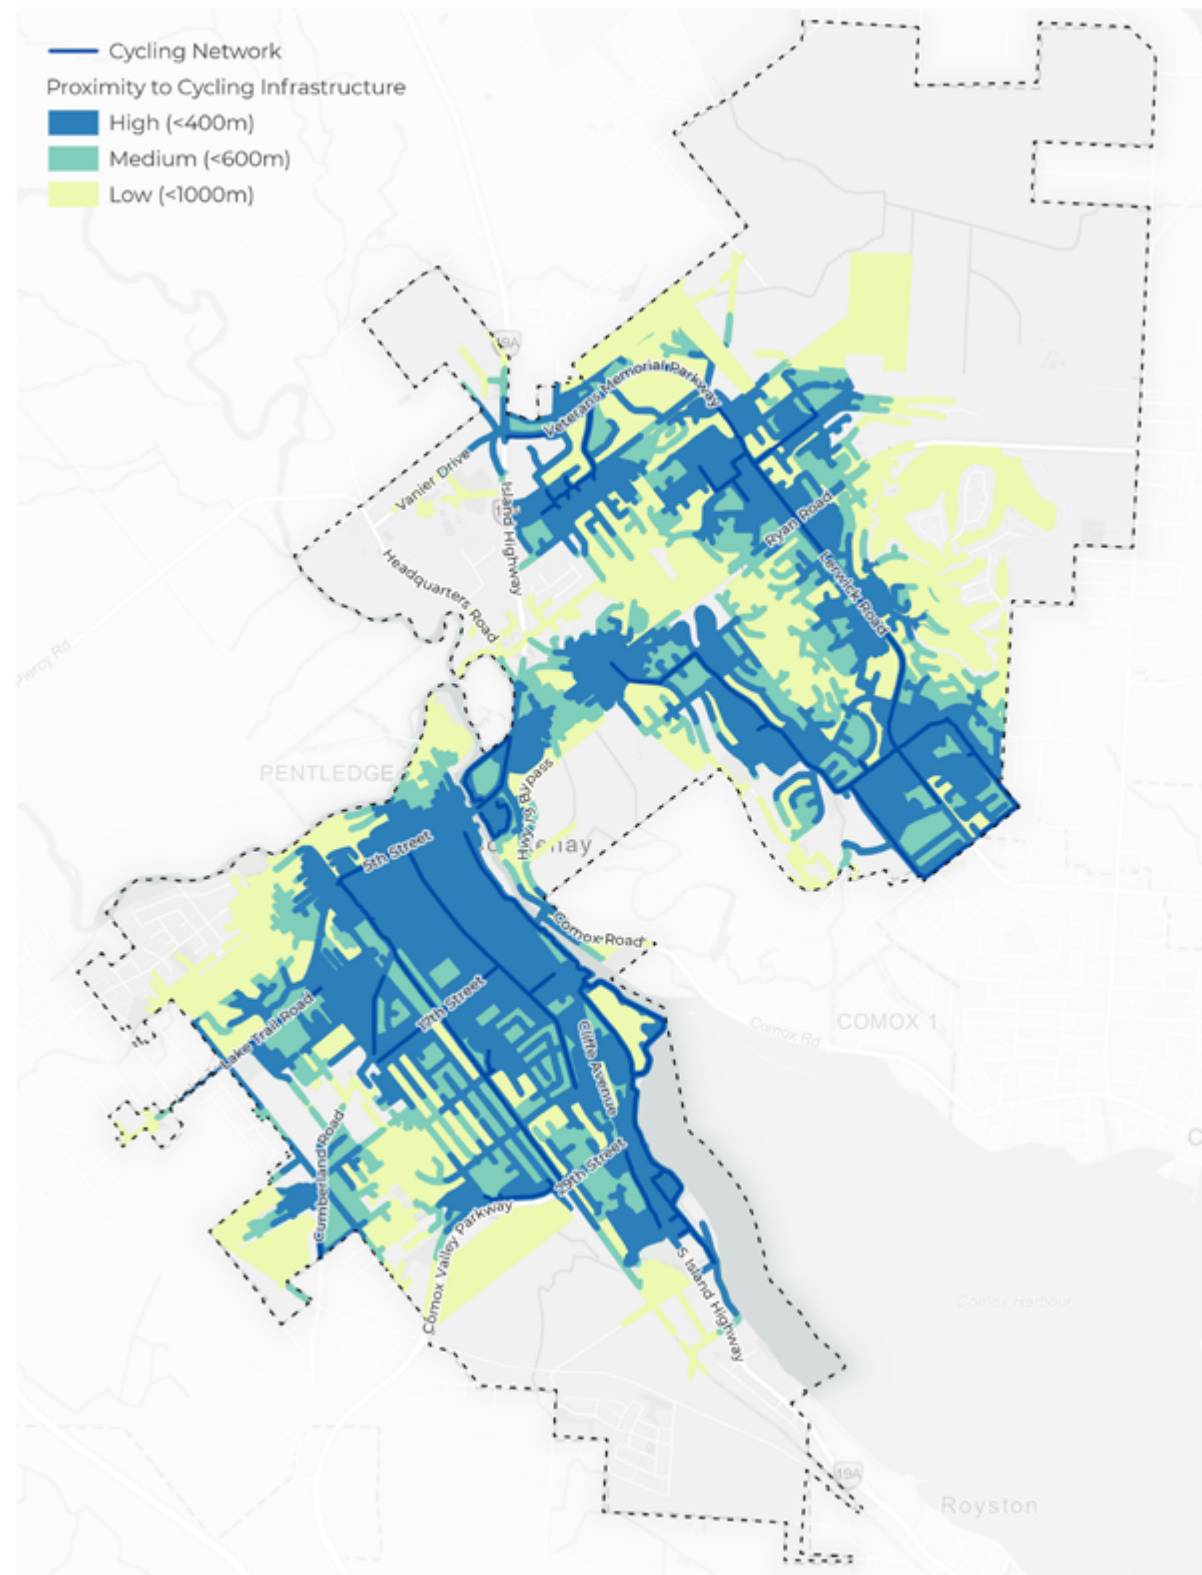 Cycling Network
Proximity to Cycling Infrastructure
High (<400m)
Medium (<600m)
Low (<1000m)
19A
Veterans Memorial Parkway
Vanier Drive
Island Highway
Ryan Road
Headquarters Road
Lerwick Road
Piercy Rd
PENTLEDGE
Hwy 19 Bypass
5th Street
Comox Road
17th Street
Lake Trail Road
Cliffe Avenue
COMOX 1
Comox Rd
Cumberland Road
29th Street
Comox Valley Parkway
S Island Highway
Comox Harbour
19A
Royston